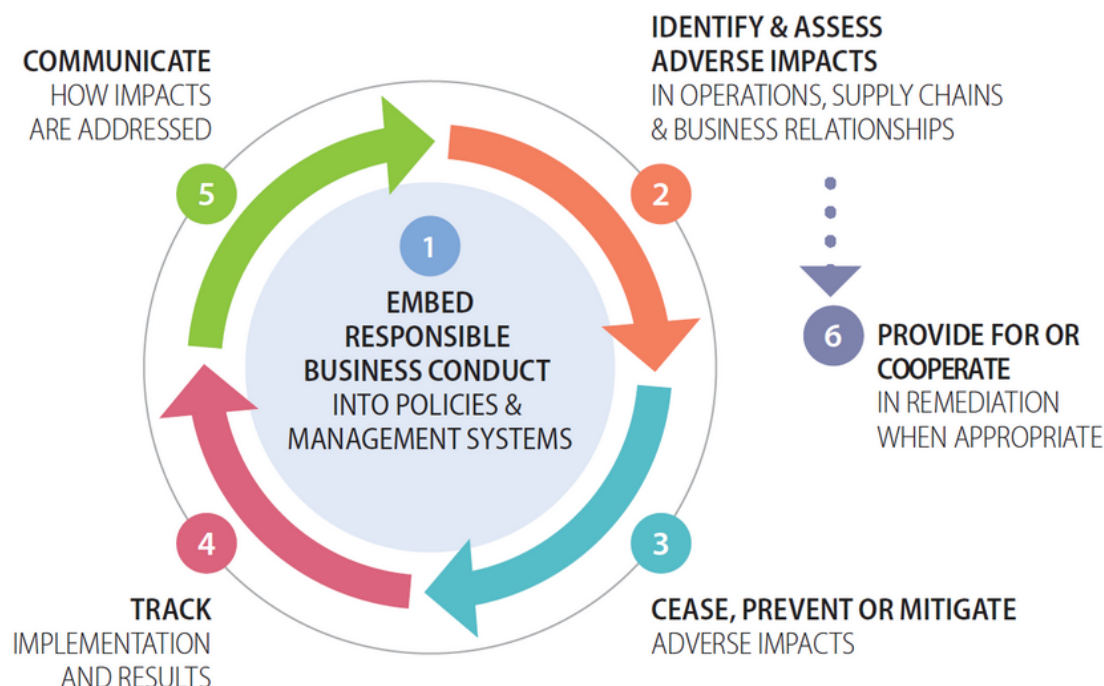 COMMUNICATE
HOW IMPACTS
ARE ADDRESSED
5
IDENTIFY & ASSESS
ADVERSE IMPACTS
IN OPERATIONS, SUPPLY CHAINS
& BUSINESS RELATIONSHIPS
2
1
EMBED
RESPONSIBLE
BUSINESS CONDUCT
INTO POLICIES &
MANAGEMENT SYSTEMS
6
PROVIDE FOR OR
COOPERATE
IN REMEDIATION
WHEN APPROPRIATE
4
TRACK
IMPLEMENTATION
AND RESULTS
3
CEASE, PREVENT OR MITIGATE
ADVERSE IMPACTS